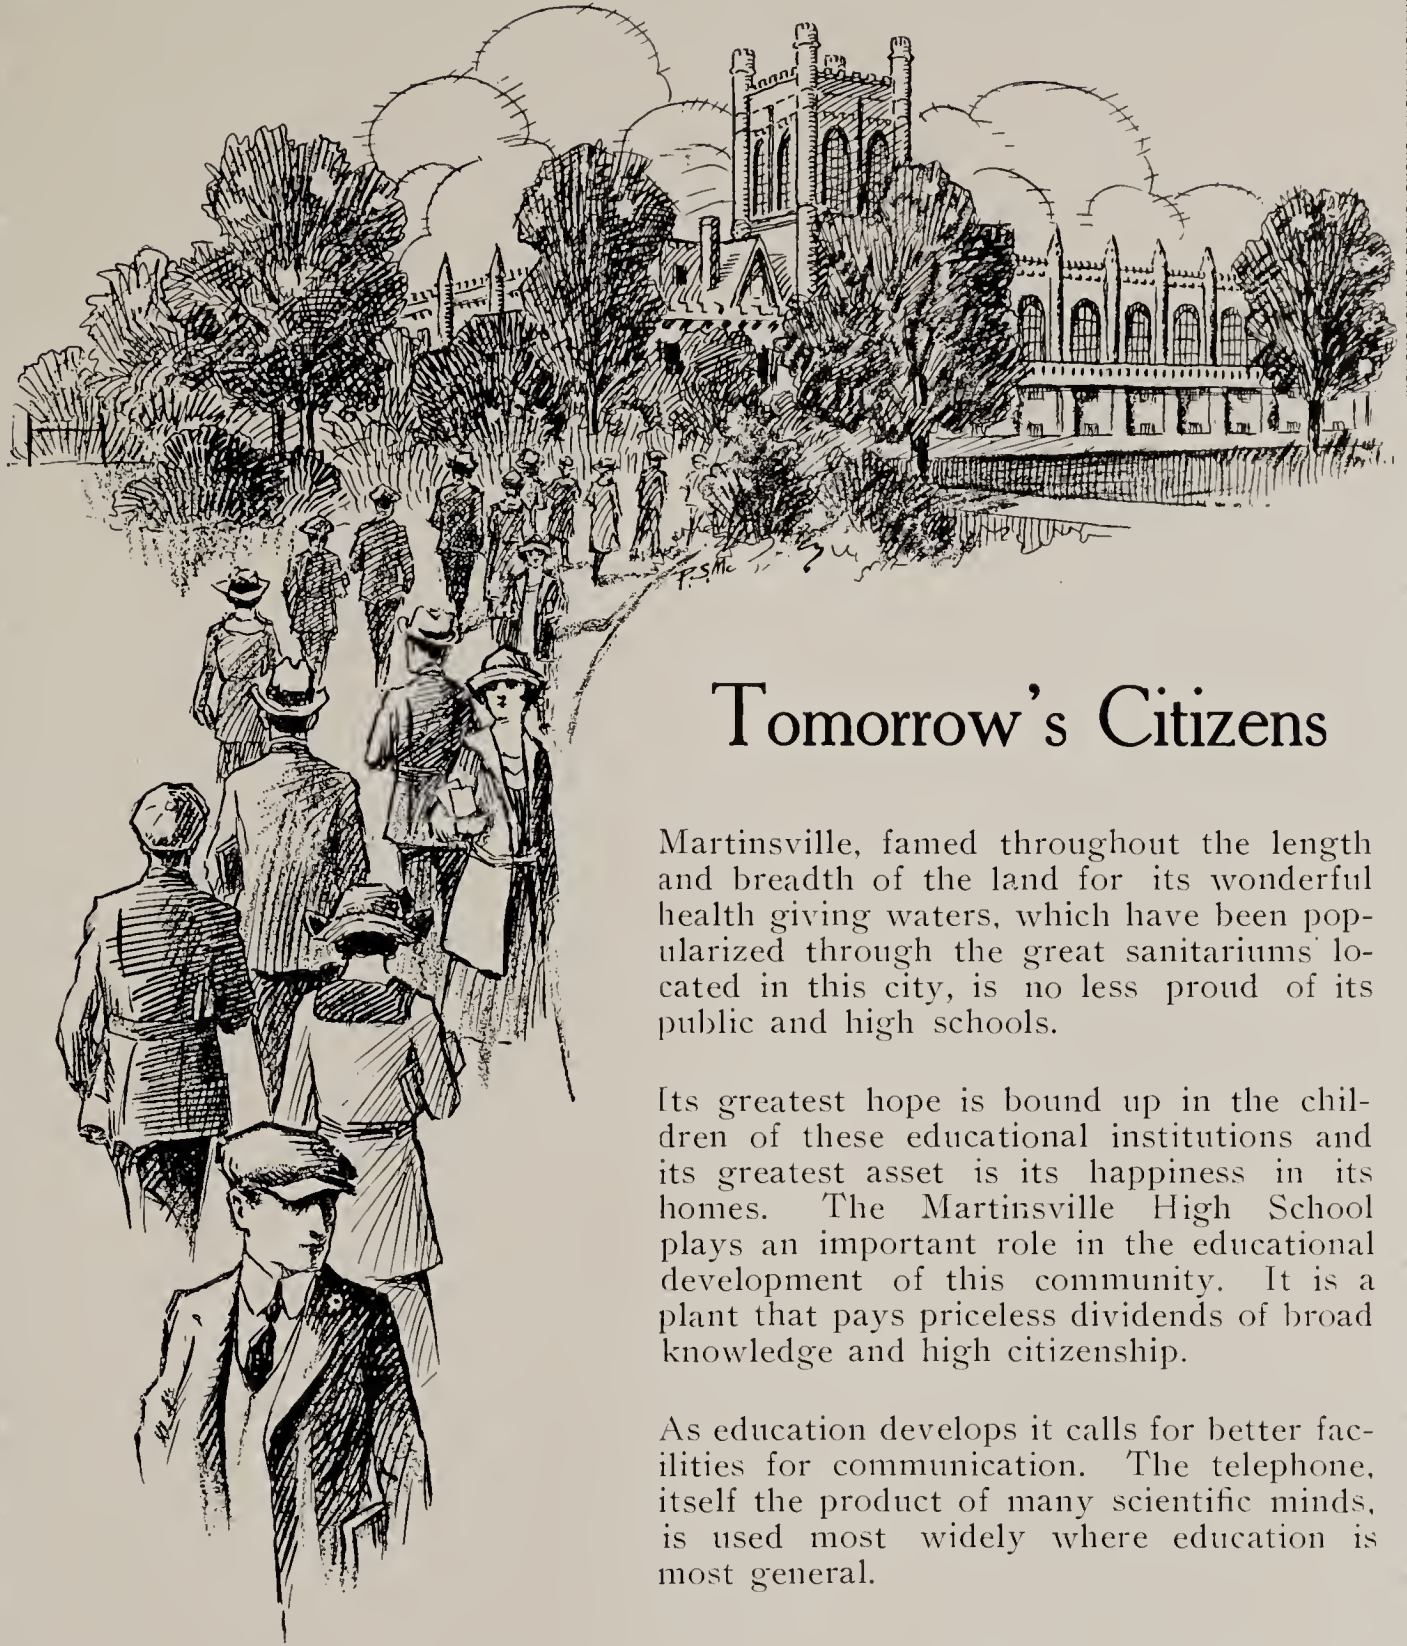 P.S.Mc
Tomorrow's Citizens
Martinsville, famed throughout the length
and breadth of the land for its wonderful
health giving waters, which have been pop-
ularized through the great sanitariums lo-
cated in this city, is no less proud of its
public and high schools.
Its greatest hope is bound up in the chil-
dren of these educational institutions and
its greatest asset is its happiness in its
homes. The Martinsville High School
plays an important role in the educational
development of this community. It is a
plant that pays priceless dividends of broad
knowledge and high citizenship.
As education develops it calls for better fac-
ilities for communication. The telephone,
itself the product of many scientific minds,
is used most widely where education is
most general.